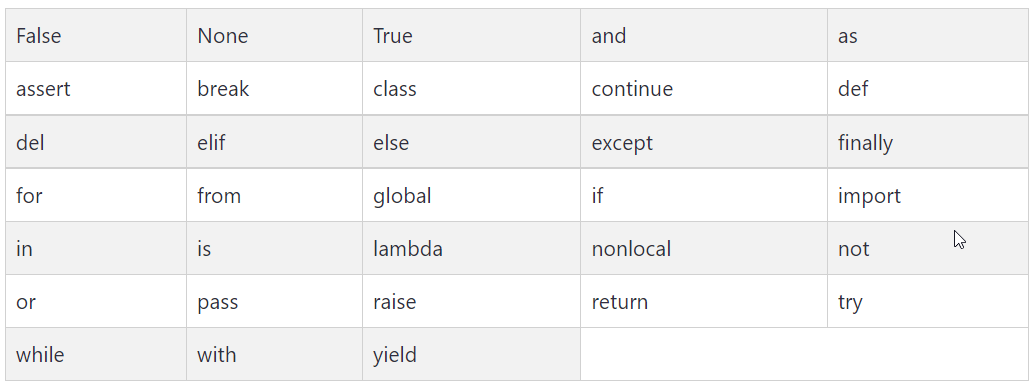 False None True and as
assert break class continue def
del elif else except finally
for from global if import
in is lambda nonlocal not
or pass raise return try
while with yield